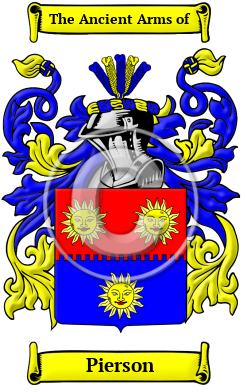 The Ancient Arms of
Pierson